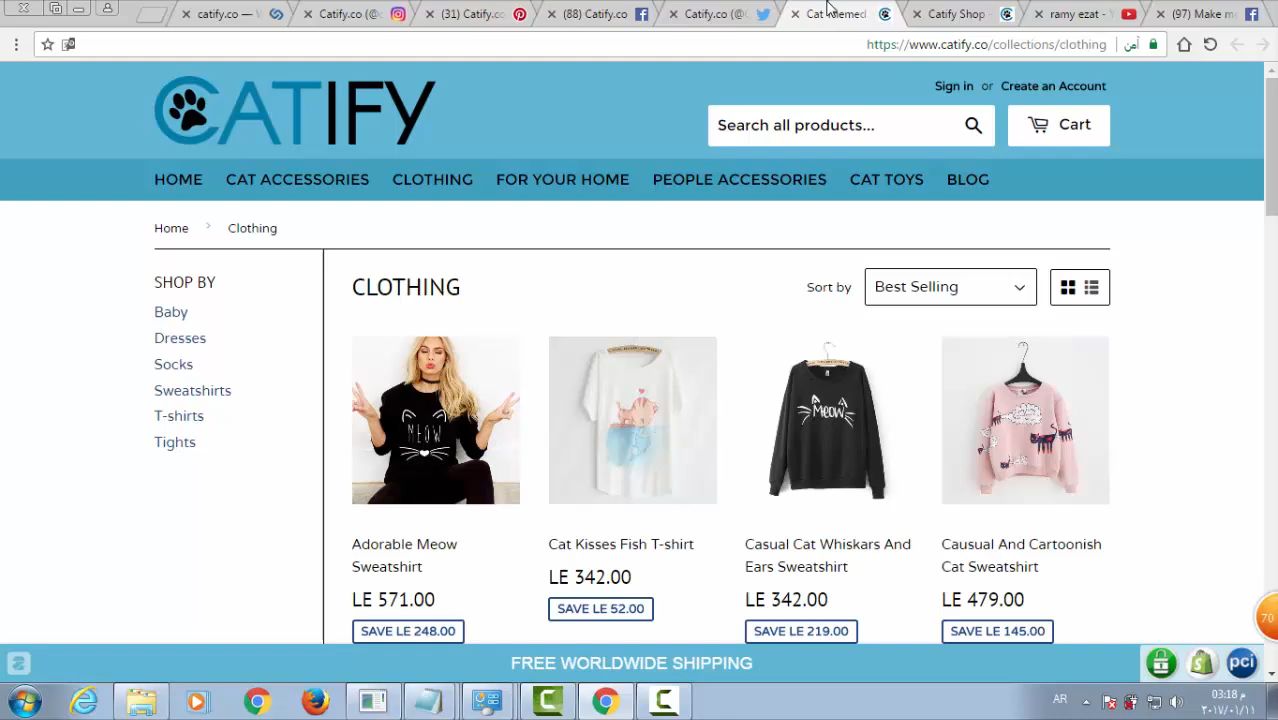 catify.co —
Catify.co (@
(31) Catify.co
(88) Catify.co
Catify.co (@
Cat
Catify Shop
ramy ezat -
(97) Make me
https://www.catify.co/collections/clothing
آمن
CATIFY
Sign in or Create an Account
Search all products...
Cart
HOME CAT ACCESSORIES CLOTHING FOR YOUR HOME PEOPLE ACCESSORIES CAT TOYS BLOG
Home > Clothing
SHOP BY
Baby
Dresses
Socks
Sweatshirts
T-shirts
Tights
CLOTHING
Sort by
Best Selling
MEOW
Meow
Adorable Meow
Sweatshirt
LE 571.00
SAVE LE 248.00
Cat Kisses Fish T-shirt
LE 342.00
SAVE LE 52.00
Casual Cat Whiskars And
Ears Sweatshirt
LE 342.00
SAVE LE 219.00
Causual And Cartoonish
Cat Sweatshirt
LE 479.00
SAVE LE 145.00
70
FREE WORLDWIDE SHIPPING
pci
AR
03:18 م
٢٠١٧/٠١/١١